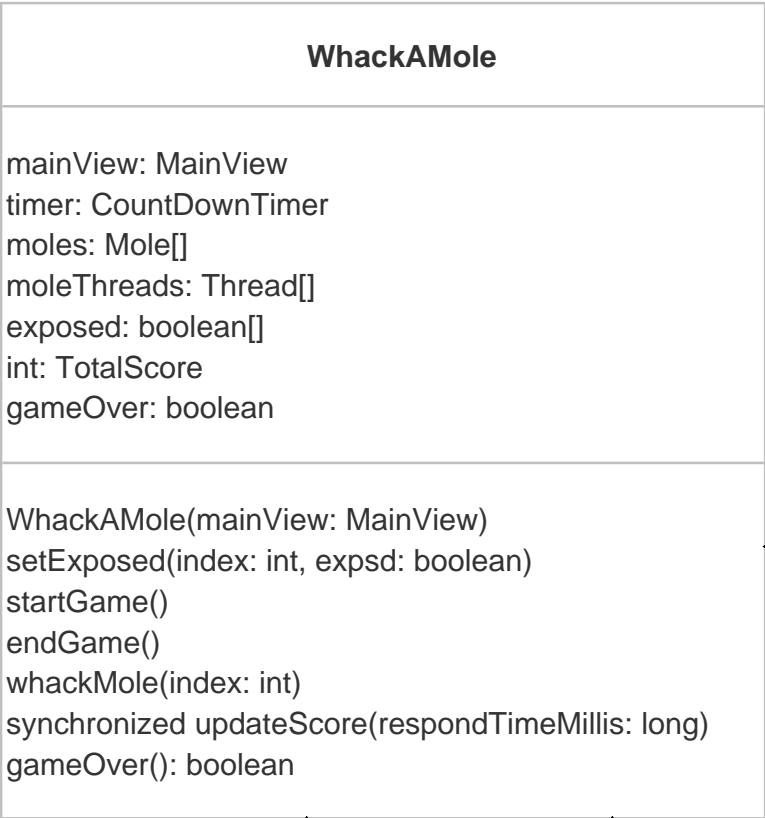 WhackAMole
mainView: MainView
timer: CountDownTimer
moles: Mole[]
moleThreads: Thread[]
exposed: boolean[]
int: TotalScore
gameOver: boolean
WhackAMole(mainView: MainView)
setExposed(index: int, expsd: boolean)
startGame()
endGame()
whackMole(index: int)
synchronized updateScore(respondTimeMillis: long)
gameOver(): boolean